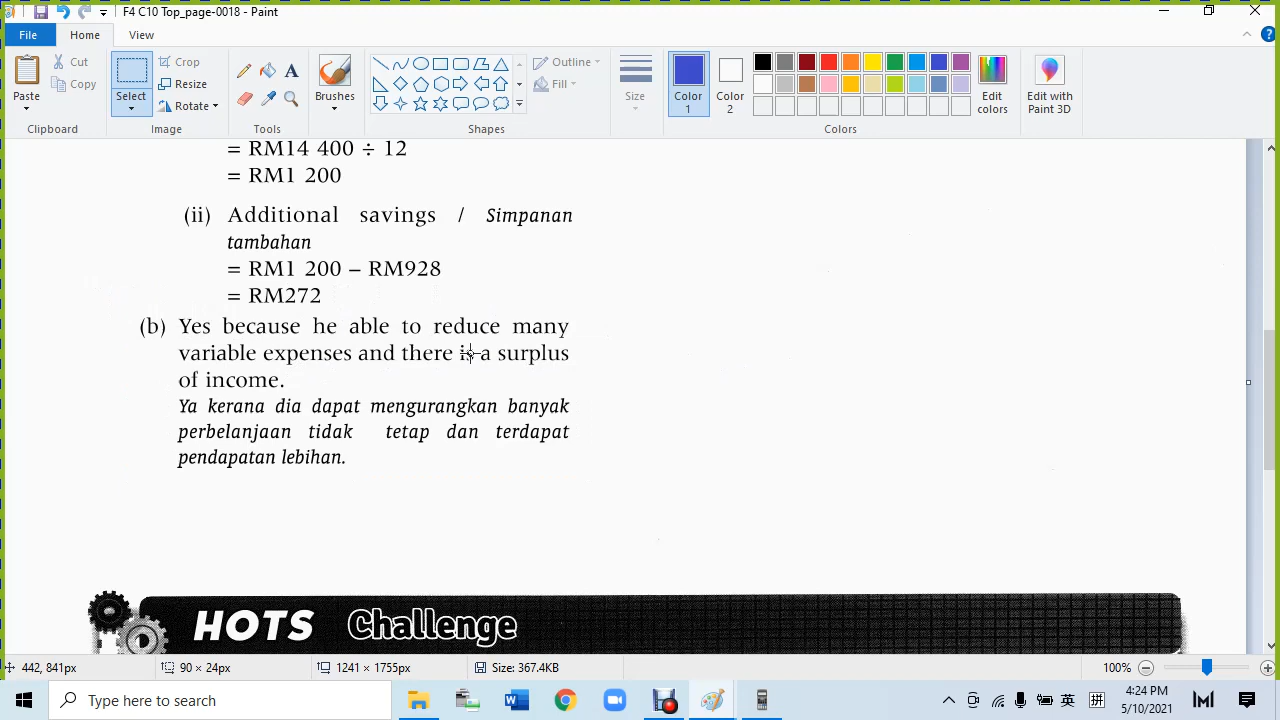 F4 C10 Top_page-0018 - Paint
File Home View
Paste
Cut
Copy
Clipboard
Select
Crop
Resize
Rotate
Image
Tools
Brushes
Shapes
Outline
Fill
Size
Color 1
Color 2
Colors
Edit colors
Edit with Paint 3D
= RM14 400 ÷ 12
= RM1 200
(ii) Additional savings / Simpanan
tambahan
= RM1 200 – RM928
= RM272
(b) Yes because he able to reduce many
variable expenses and there is a surplus
of income.
Ya kerana dia dapat mengurangkan banyak
perbelanjaan tidak tetap dan terdapat
pendapatan lebihan.
HOTS Challenge
442, 841px 90 × 24px 1241 × 1755px Size: 367.4KB 100%
Type here to search
英 拼
4:24 PM
5/10/2021